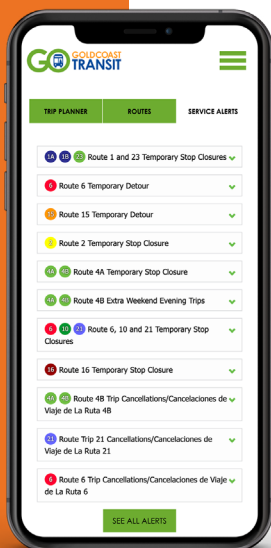 GO GOLDCOAST
TRANSIT
TRIP PLANNER ROUTES SERVICE ALERTS
1A 1B 23 Route 1 and 23 Temporary Stop Closures
6 Route 6 Temporary Detour
Route 15 Temporary Detour
Route 2 Temporary Stop Closure
4A 4B Route 4A Temporary Stop Closure
4A 4B Route 4B Extra Weekend Evening Trips
6 10 21 Route 6, 10 and 21 Temporary Stop
Closures
16 Route 16 Temporary Stop Closure
4A 4B Route 4B Trip Cancellations/Cancelaciones de
Viaje de La Ruta 4B
21 Route Trip 21 Cancellations/Cancelaciones de
Viaje de La Ruta 21
6 Route 6 Trip Cancellations/Cancelaciones de Viaje
de La Ruta 6
SEE ALL ALERTS